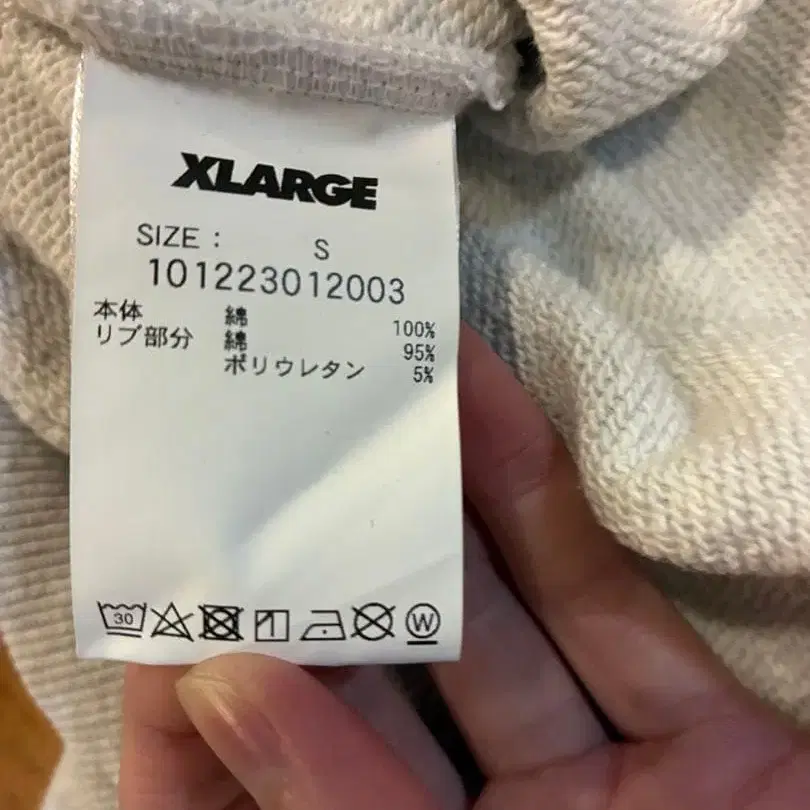 XLARGE
SIZE : S
101223012003
本体 綿 100%
リブ部分 綿 95%
ポリウレタン 5%
30 W